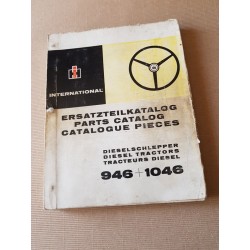 INTERNATIONAL
ERSATZTEILKATALOG
PARTS CATALOG
CATALOGUE PIECES
DIESELSCHLEPPER
DIESEL TRACTORS
TRACTEURS DIESEL
946+1046